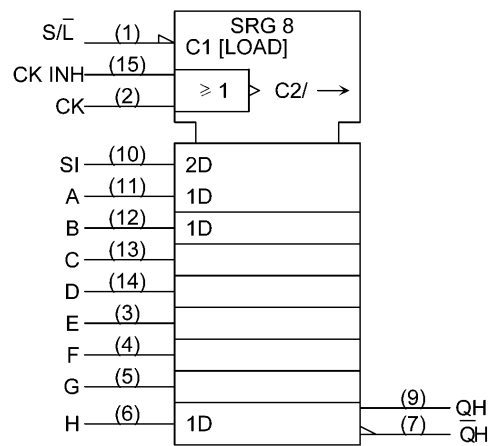 SRG 8
S/L̅ (1) C1 [LOAD]
CK INH (15)
≥ 1 C2/ →
CK (2)
SI (10) 2D
A (11) 1D
B (12) 1D
C (13)
D (14)
E (3)
F (4)
G (5)
H (6) 1D
(9) QH
(7) Q̅H